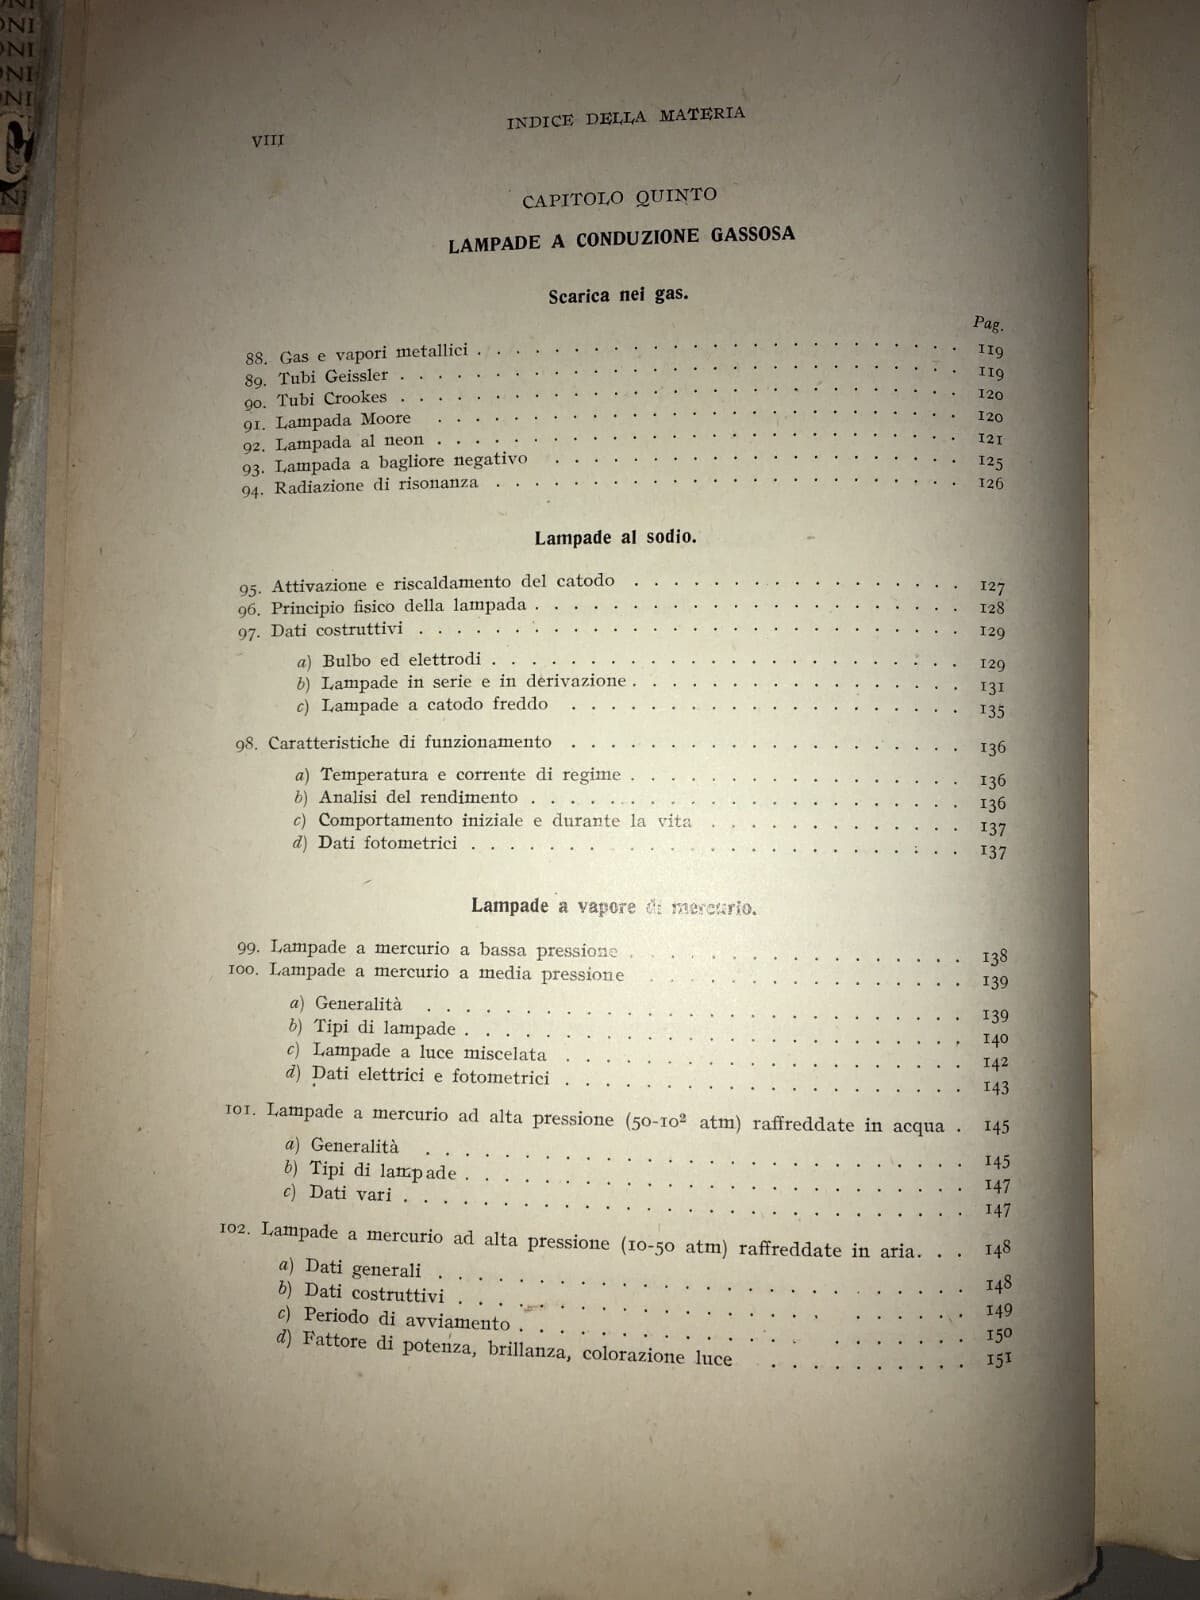 ONI
ONI
ONI
ONI
ONI
VIII
INDICE DELLA MATERIA
CAPITOLO QUINTO
LAMPADE A CONDUZIONE GASSOSA
Scarica nei gas.
Pag.
88. Gas e vapori metallici . . . . . . . . . . . . . . . . . . . . . . . . 119
89. Tubi Geissler . . . . . . . . . . . . . . . . . . . . . . . . . . . . 119
90. Tubi Crookes . . . . . . . . . . . . . . . . . . . . . . . . . . . . 120
91. Lampada Moore . . . . . . . . . . . . . . . . . . . . . . . . . . . 120
92. Lampada al neon . . . . . . . . . . . . . . . . . . . . . . . . . . 121
93. Lampada a bagliore negativo . . . . . . . . . . . . . . . . . . . . 125
94. Radiazione di risonanza . . . . . . . . . . . . . . . . . . . . . . . 126
Lampade al sodio.
95. Attivazione e riscaldamento del catodo . . . . . . . . . . . . . . . . 127
96. Principio fisico della lampada . . . . . . . . . . . . . . . . . . . . 128
97. Dati costruttivi . . . . . . . . . . . . . . . . . . . . . . . . . . . 129
a) Bulbo ed elettrodi . . . . . . . . . . . . . . . . . . . . . . . . 129
b) Lampade in serie e in derivazione . . . . . . . . . . . . . . . . . 131
c) Lampade a catodo freddo . . . . . . . . . . . . . . . . . . . . 135
98. Caratteristiche di funzionamento . . . . . . . . . . . . . . . . . . . 136
a) Temperatura e corrente di regime . . . . . . . . . . . . . . . . . 136
b) Analisi del rendimento . . . . . . . . . . . . . . . . . . . . . . 136
c) Comportamento iniziale e durante la vita . . . . . . . . . . . . . 137
d) Dati fotometrici . . . . . . . . . . . . . . . . . . . . . . . . . 137
Lampade a vapore di mercurio.
99. Lampade a mercurio a bassa pressione . . . . . . . . . . . . . . . . . 138
100. Lampade a mercurio a media pressione . . . . . . . . . . . . . . . . 139
a) Generalità . . . . . . . . . . . . . . . . . . . . . . . . . . . 139
b) Tipi di lampade . . . . . . . . . . . . . . . . . . . . . . . . . 140
c) Lampade a luce miscelata . . . . . . . . . . . . . . . . . . . . 142
d) Dati elettrici e fotometrici . . . . . . . . . . . . . . . . . . . . 143
101. Lampade a mercurio ad alta pressione (50-10² atm) raffreddate in acqua . 145
a) Generalità . . . . . . . . . . . . . . . . . . . . . . . . . . . 145
b) Tipi di lampade . . . . . . . . . . . . . . . . . . . . . . . . . 147
c) Dati vari . . . . . . . . . . . . . . . . . . . . . . . . . . . . 147
102. Lampade a mercurio ad alta pressione (10-50 atm) raffreddate in aria. . . 148
a) Dati generali . . . . . . . . . . . . . . . . . . . . . . . . . . 148
b) Dati costruttivi . . . . . . . . . . . . . . . . . . . . . . . . . 149
c) Periodo di avviamento . . . . . . . . . . . . . . . . . . . . . . 150
d) Fattore di potenza, brillanza, colorazione luce . . . . . . . . . . 151